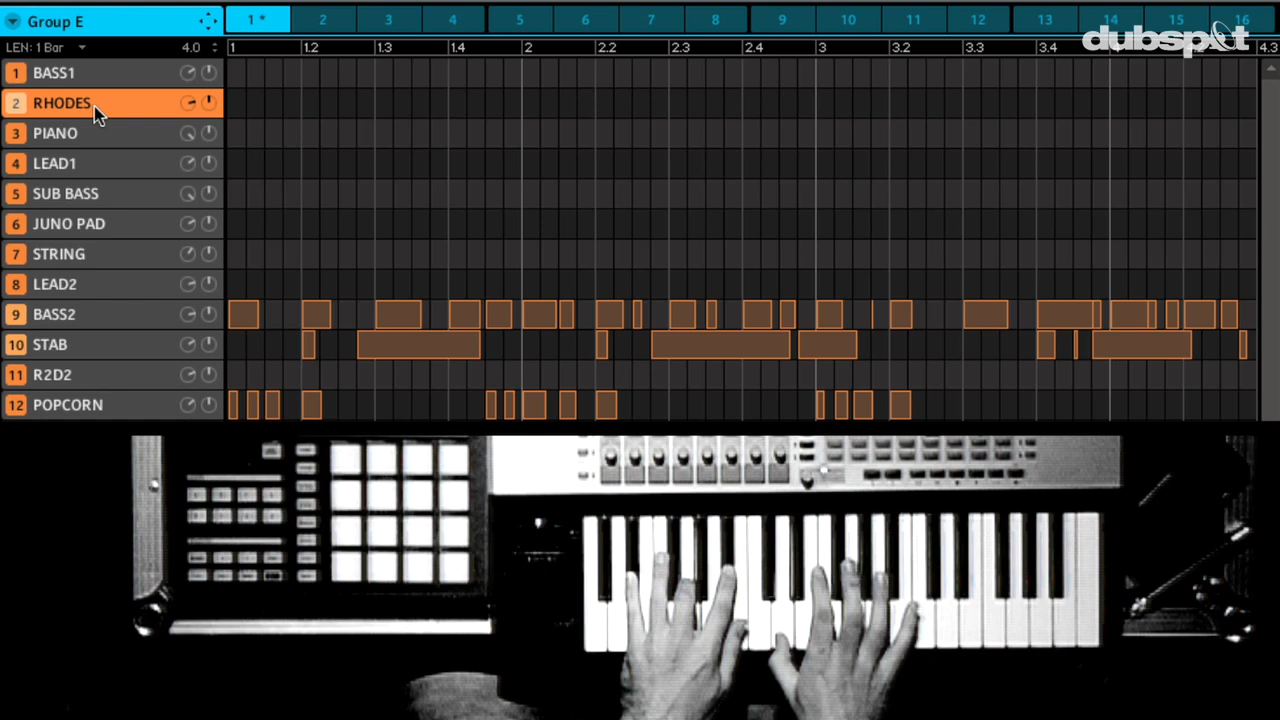 Group E 1 * 2 3 4 5 6 7 8 9 10 11 12 13 14 15 16
dubspot
LEN: 1 Bar 4.0 1 1.2 1.3 1.4 2 2.2 2.3 2.4 3 3.2 3.3 3.4 4.3
1 BASS1
2 RHODES
3 PIANO
4 LEAD1
5 SUB BASS
6 JUNO PAD
7 STRING
8 LEAD2
9 BASS2
10 STAB
11 R2D2
12 POPCORN